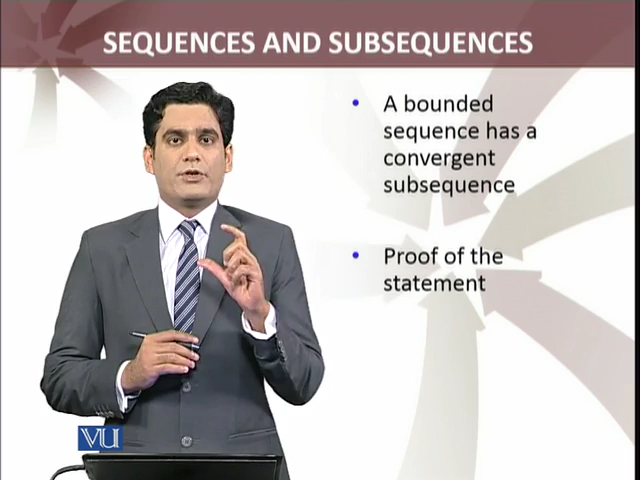 SEQUENCES AND SUBSEQUENCES
• A bounded
sequence has a
convergent
subsequence
• Proof of the
statement
VU